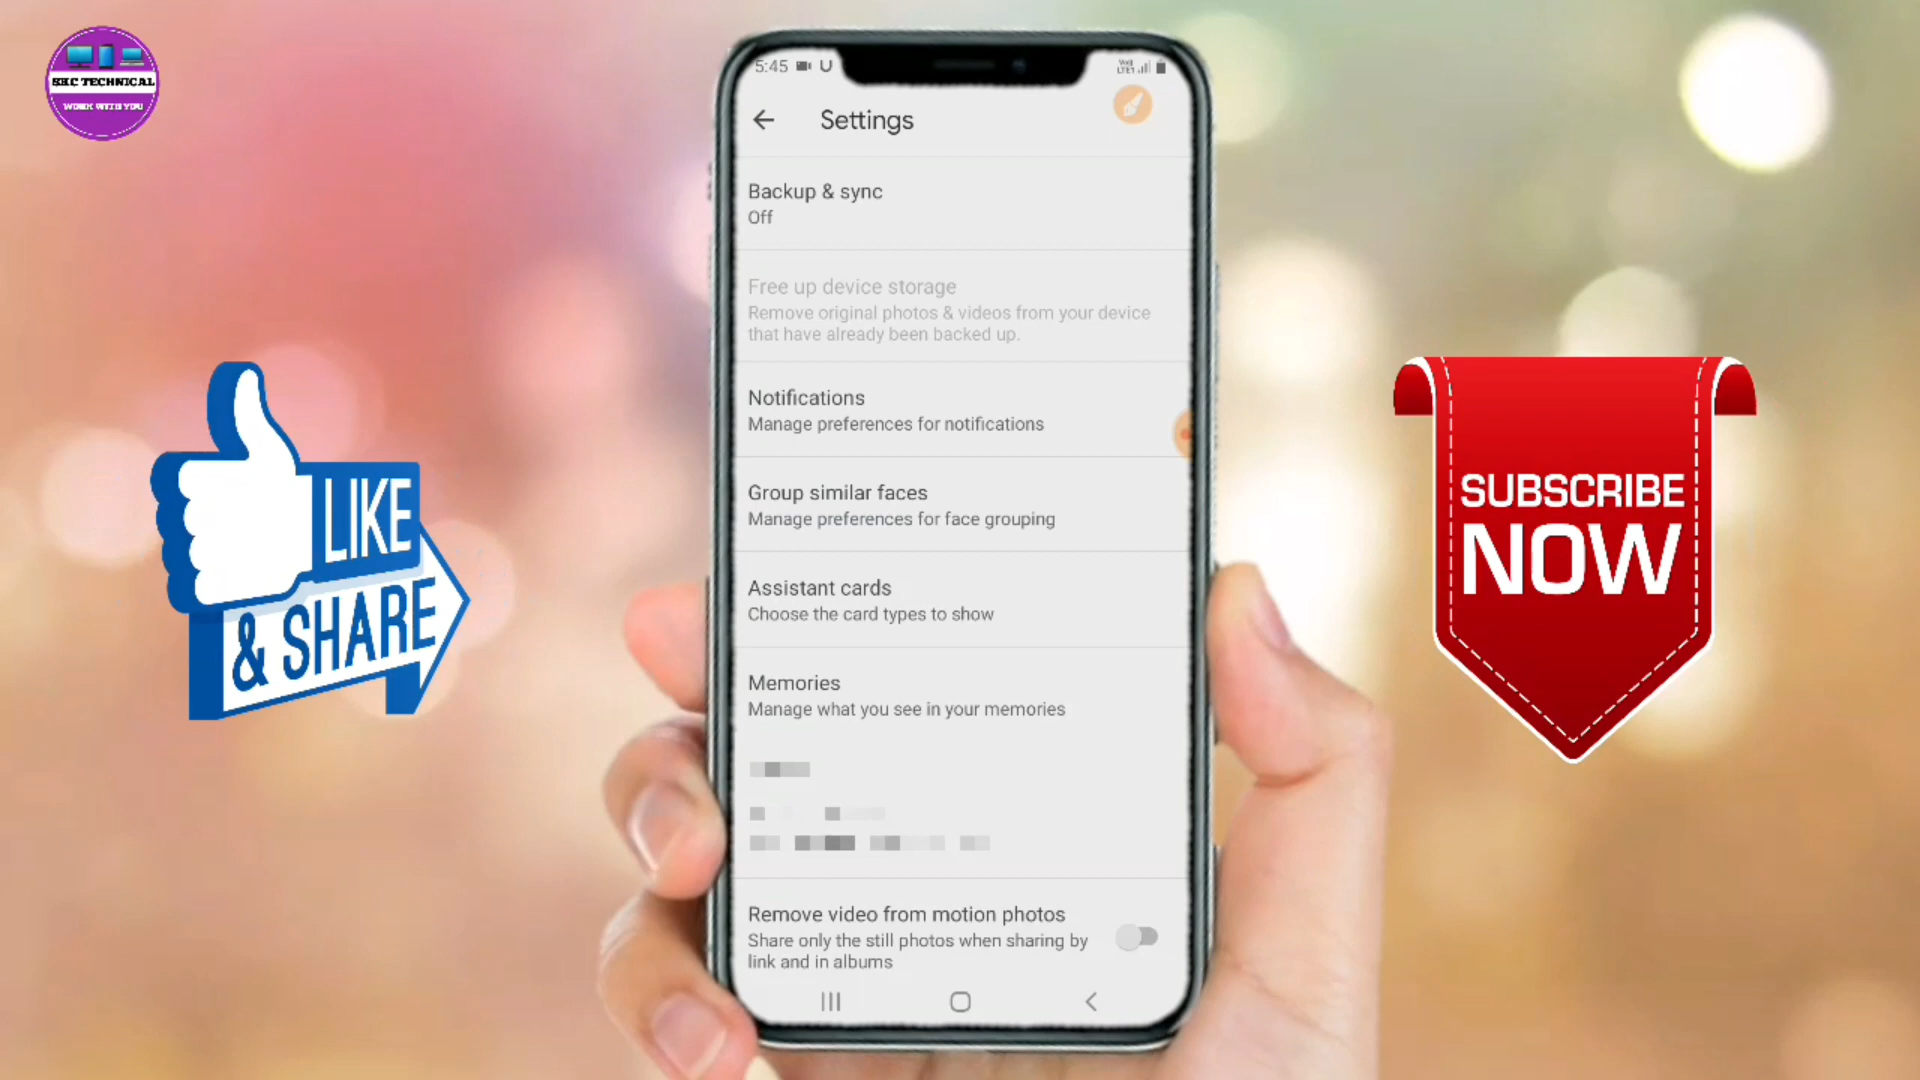 SKC TECHNICAL
WORK WITH YOU
5:45
Settings
Backup & sync
Off
Free up device storage
Remove original photos & videos from your device
that have already been backed up.
Notifications
Manage preferences for notifications
Group similar faces
Manage preferences for face grouping
Assistant cards
Choose the card types to show
Memories
Manage what you see in your memories
Remove video from motion photos
Share only the still photos when sharing by
link and in albums
LIKE
& SHARE
SUBSCRIBE
NOW